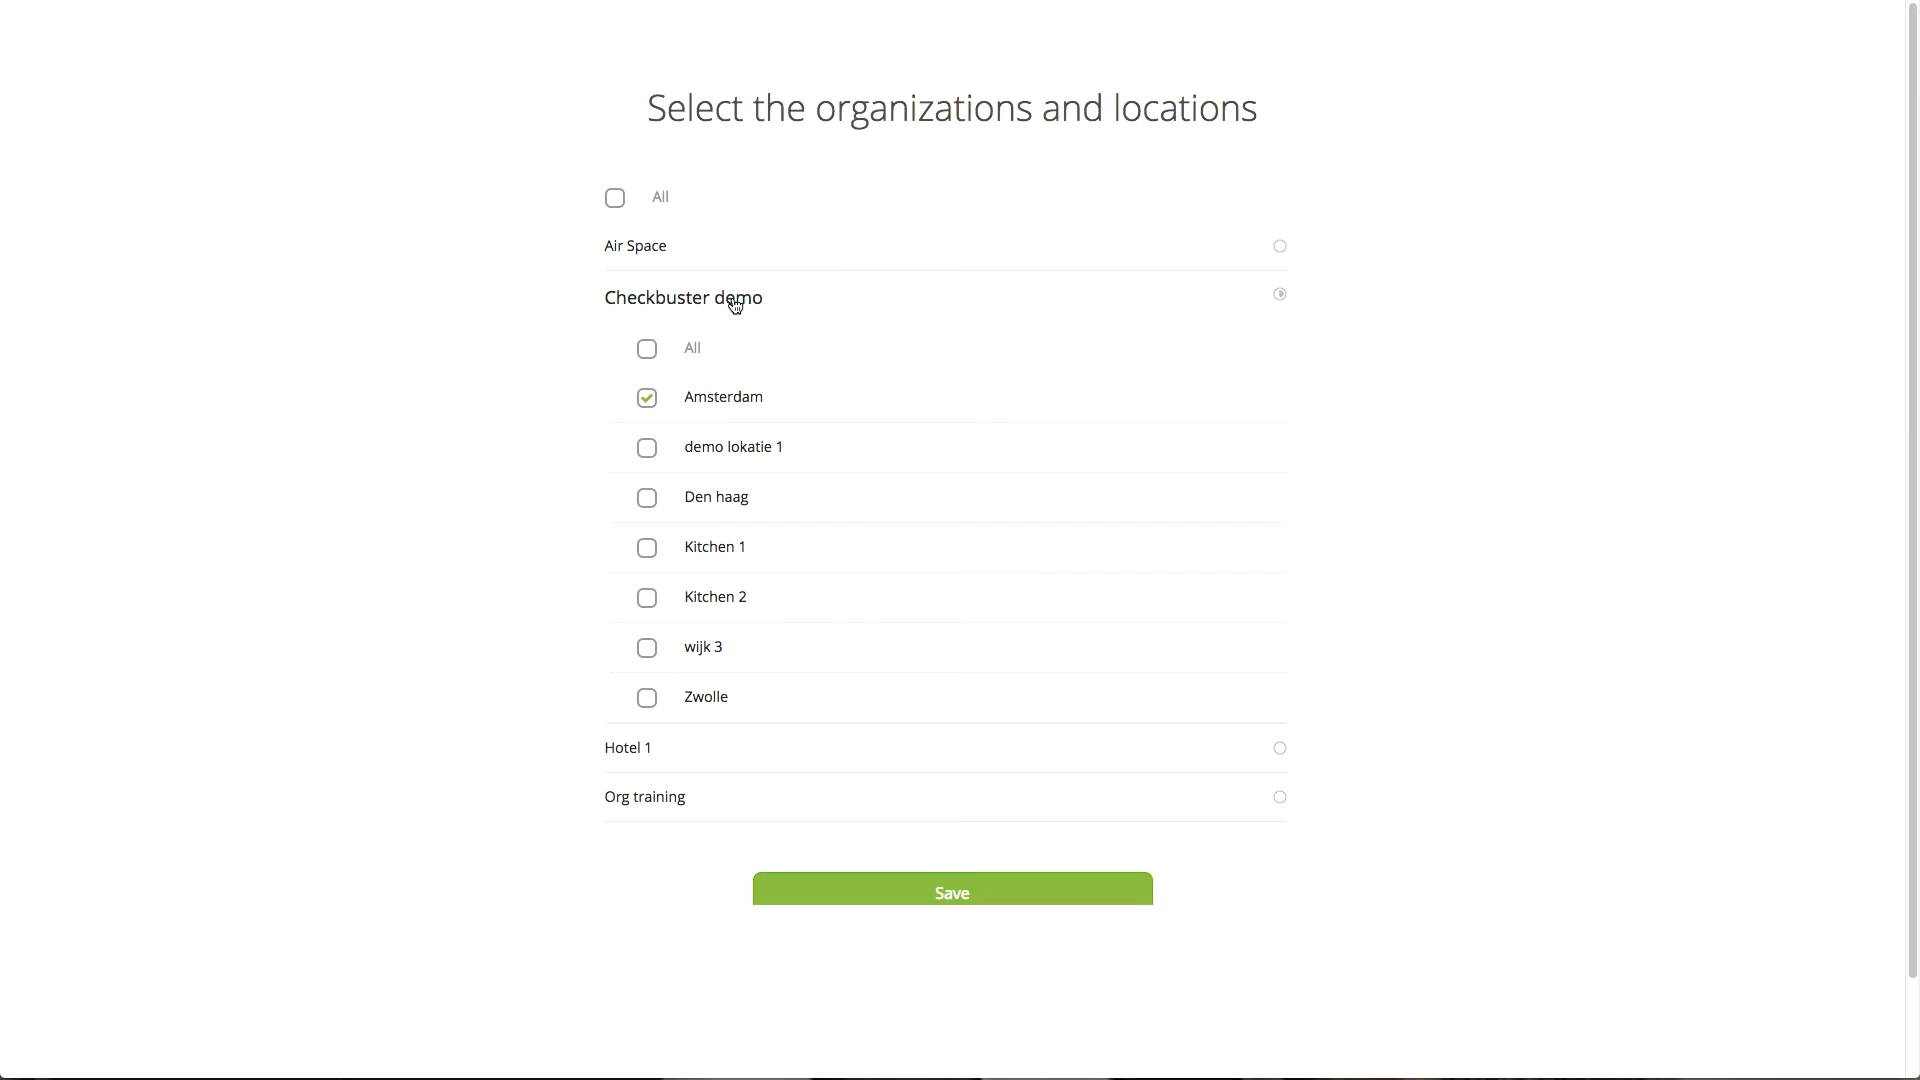 Select the organizations and locations
All
Air Space
Checkbuster demo
All
Amsterdam
demo lokatie 1
Den haag
Kitchen 1
Kitchen 2
wijk 3
Zwolle
Hotel 1
Org training
Save